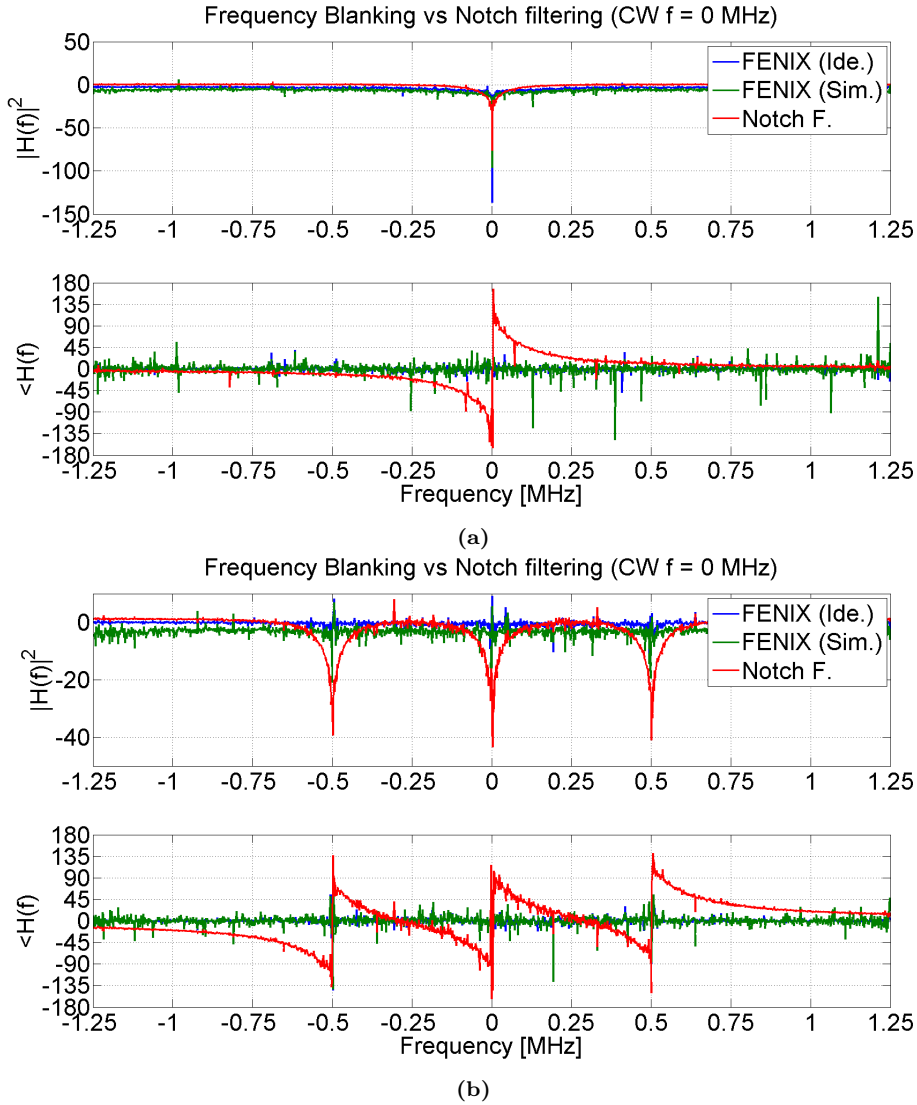 Frequency Blanking vs Notch filtering (CW f = 0 MHz)
|H(f)|²
50
0
-50
-100
-150
FENIX (Ide.)
FENIX (Sim.)
Notch F.
-1.25 -1 -0.75 -0.5 -0.25 0 0.25 0.5 0.75 1 1.25
<H(f)
180
135
90
45
0
-45
-90
-135
-180
-1.25 -1 -0.75 -0.5 -0.25 0 0.25 0.5 0.75 1 1.25
Frequency [MHz]
(a)
Frequency Blanking vs Notch filtering (CW f = 0 MHz)
|H(f)|²
0
-20
-40
FENIX (Ide.)
FENIX (Sim.)
Notch F.
-1.25 -1 -0.75 -0.5 -0.25 0 0.25 0.5 0.75 1 1.25
<H(f)
180
135
90
45
0
-45
-90
-135
-180
-1.25 -1 -0.75 -0.5 -0.25 0 0.25 0.5 0.75 1 1.25
Frequency [MHz]
(b)